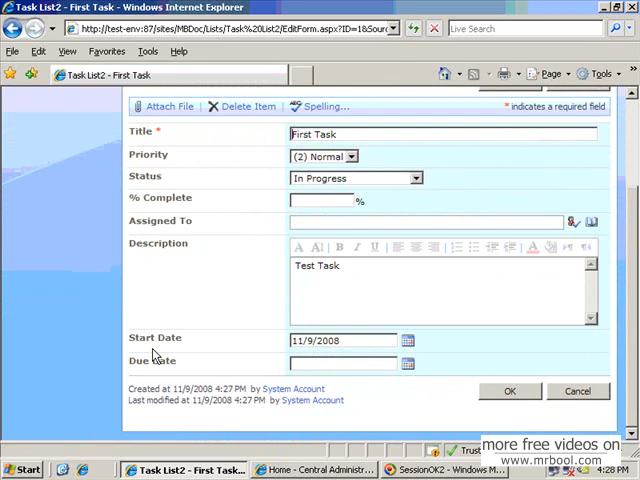 Task List2 - First Task - Windows Internet Explorer
http://test-env:87/sites/MBDoc/Lists/Task%20List2/EditForm.aspx?ID=1&Sour
Live Search
File Edit View Favorites Tools Help
Task List2 - First Task
Page Tools
Attach File Delete Item ABC Spelling... * indicates a required field
Title * First Task
Priority (2) Normal
Status In Progress
% Complete %
Assigned To
Description A A! B I U A
Test Task
Start Date 11/9/2008
Due Date
Created at 11/9/2008 4:27 PM by System Account
Last modified at 11/9/2008 4:28 PM by System Account
OK Cancel
more free videos on
www.mrbool.com
Start Task List2 - First Task... Home - Central Administr... SessionOK2 - Windows M... 4:28 PM